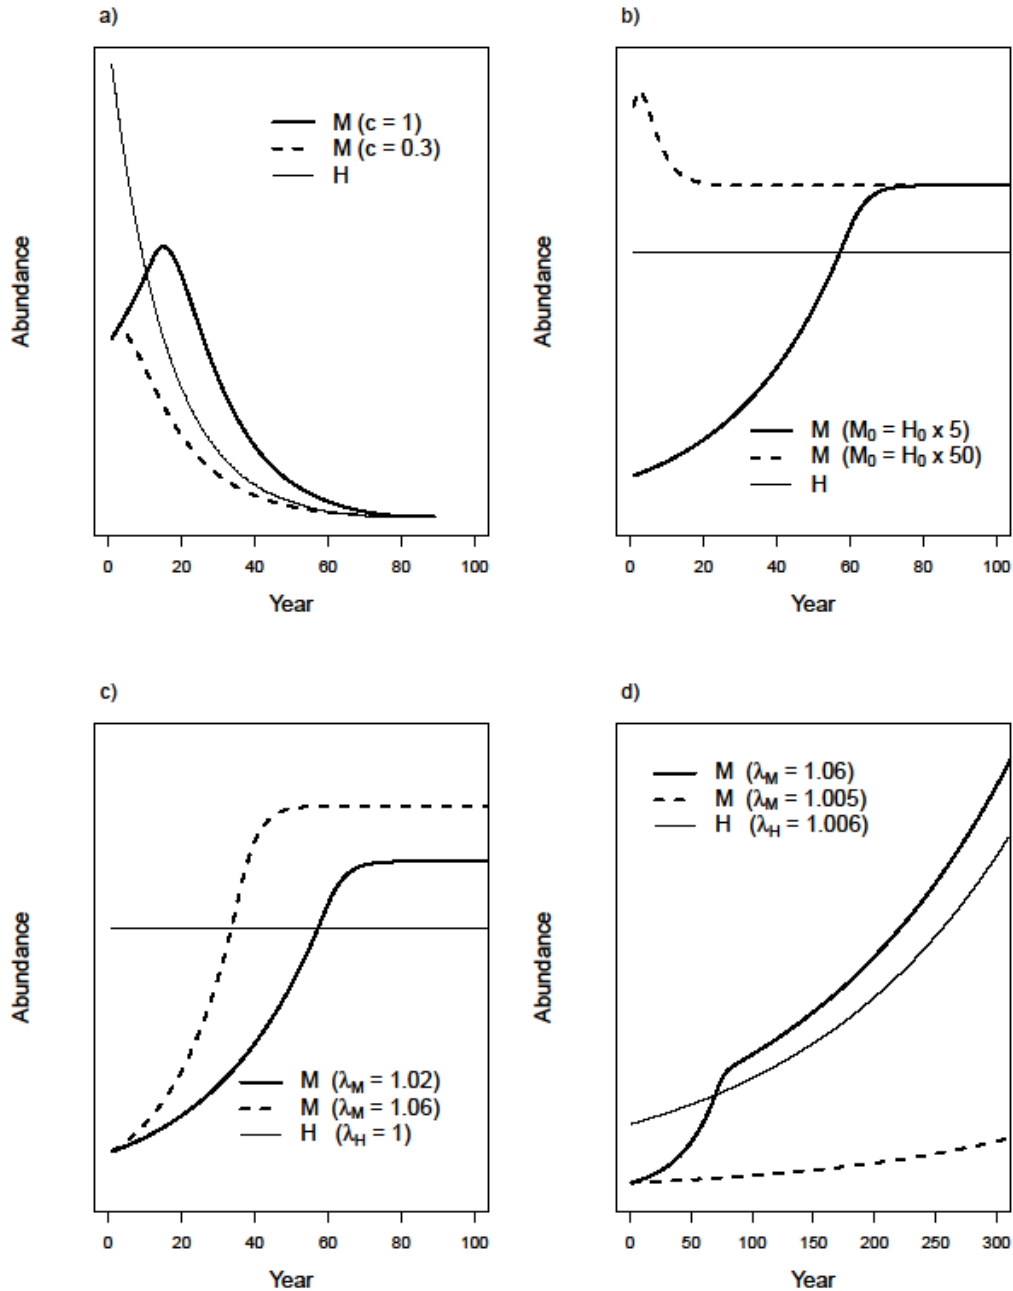 a)
M (c = 1)
M (c = 0.3)
H
Abundance
0 20 40 60 80 100
Year
b)
M (M₀ = H₀ x 5)
M (M₀ = H₀ x 50)
H
Abundance
0 20 40 60 80 100
Year
c)
M (λM = 1.02)
M (λM = 1.06)
H (λH = 1)
Abundance
0 20 40 60 80 100
Year
d)
M (λM = 1.06)
M (λM = 1.005)
H (λH = 1.006)
Abundance
0 50 100 150 200 250 300
Year